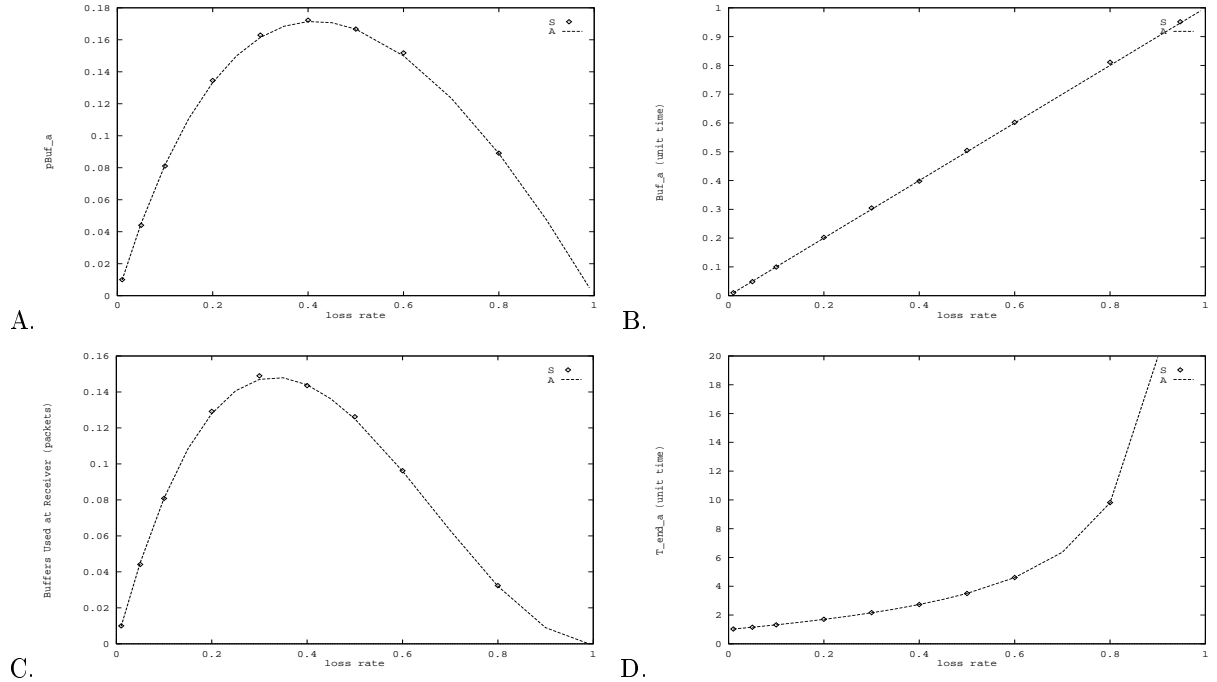 0.18
0.16
0.14
0.12
0.1
0.08
0.06
0.04
0.02
0
0 0.2 0.4 0.6 0.8 1
pBuf_a
loss rate
S
A
A.
1
0.9
0.8
0.7
0.6
0.5
0.4
0.3
0.2
0.1
0
0.2 0.4 0.6 0.8 1
Buf_a (unit time)
loss rate
S
A
B.
0.16
0.14
0.12
0.1
0.08
0.06
0.04
0.02
0
0 0.2 0.4 0.6 0.8 1
Buffers Used at Receiver (packets)
loss rate
S
A
C.
20
18
16
14
12
10
8
6
4
2
0
0 0.2 0.4 0.6 0.8 1
T_end_a (unit time)
loss rate
S
A
D.